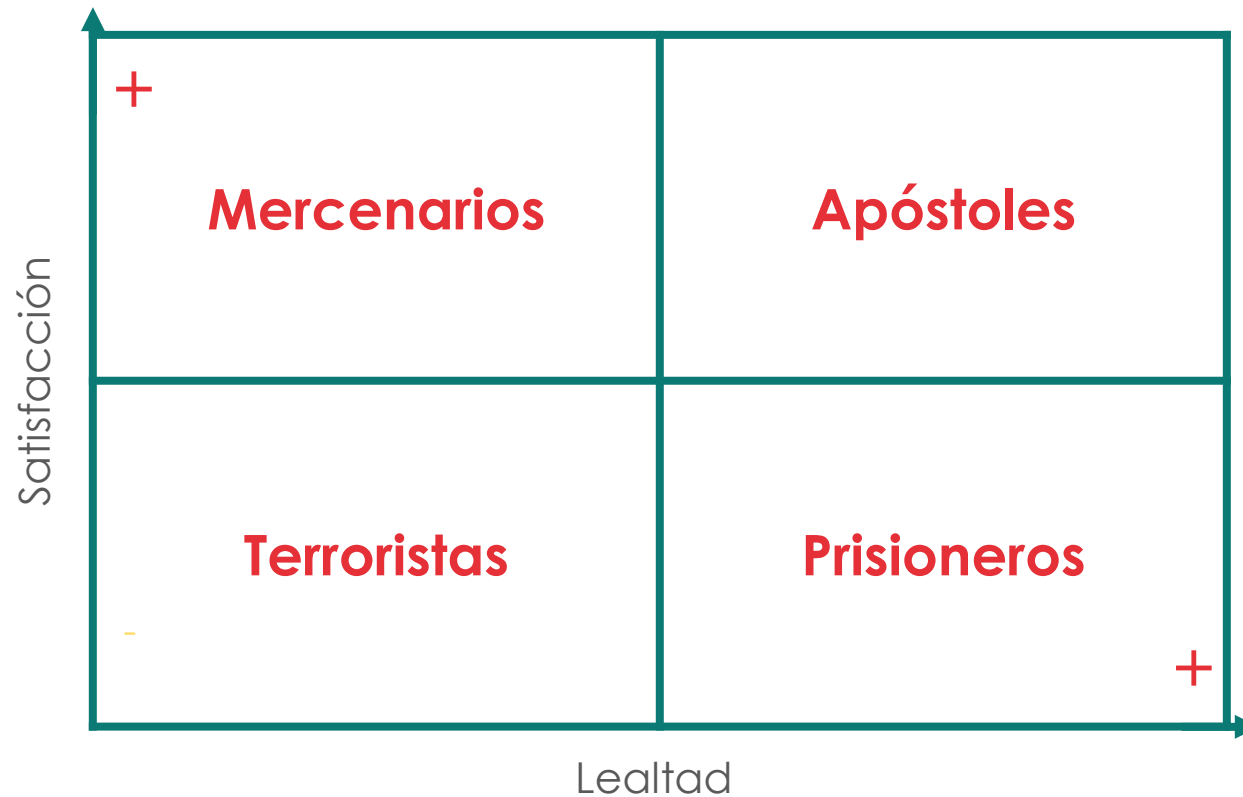 +
Mercenarios
Apóstoles
Satisfacción
Terroristas
Prisioneros
-
+
Lealtad